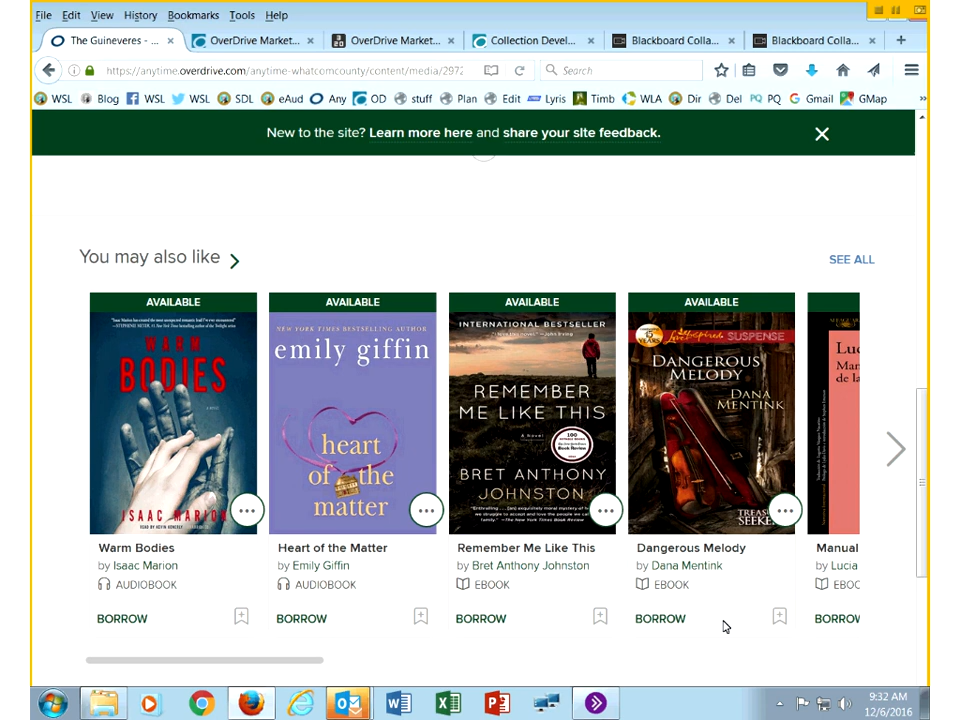 File Edit View History Bookmarks Tools Help
The Guineveres - ... × OverDrive Market... × OverDrive Market... × Collection Devel... × Blackboard Colla... × Blackboard Colla... × +
https://anytime.overdrive.com/anytime-whatcomcounty/content/media/2972 Search
WSL Blog WSL WSL SDL eAud Any OD stuff Plan Edit Lyris Timb WLA Dir Del PQ PQ Gmail GMap »
New to the site? Learn more here and share your site feedback.
You may also like
SEE ALL
AVAILABLE AVAILABLE AVAILABLE AVAILABLE
WARM
BODIES
ISAAC MARION
NEW YORK TIMES BESTSELLING AUTHOR
emily giffin
heart
of the
matter
INTERNATIONAL BESTSELLER
REMEMBER
ME LIKE THIS
A Novel
BRET ANTHONY
JOHNSTON
Love Inspired SUSPENSE
DANGEROUS
MELODY
DANA
MENTINK
TREASURE
SEEKERS
Warm Bodies Heart of the Matter Remember Me Like This Dangerous Melody Manual
by Isaac Marion by Emily Giffin by Bret Anthony Johnston by Dana Mentink by Lucia
AUDIOBOOK AUDIOBOOK EBOOK EBOOK EBOO
BORROW BORROW BORROW BORROW BORROW
9:32 AM
12/6/2016